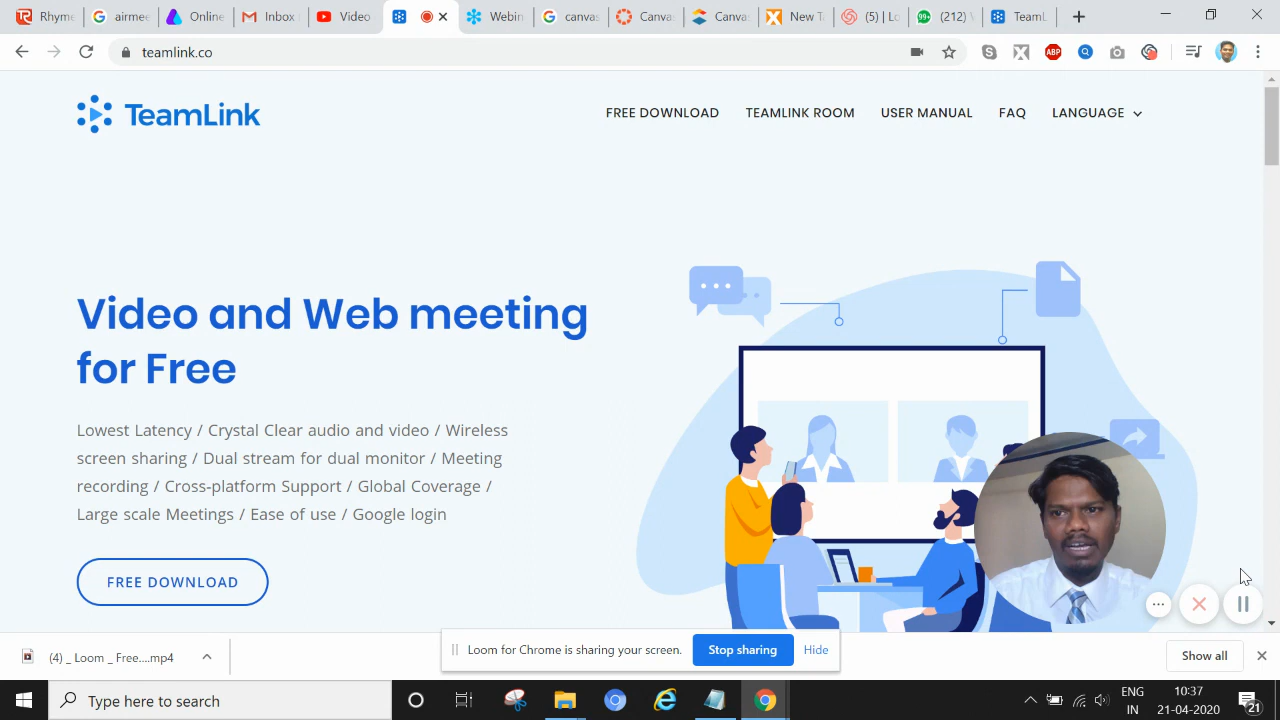 Rhyme
airmee
Online
Inbox
Video
Webin
canvas
Canva
Canva
New T
(3) | Lo
99+
(212)
TeamL
teamlink.co
ABP
TeamLink
FREE DOWNLOAD
TEAMLINK ROOM
USER MANUAL
FAQ
LANGUAGE
Video and Web meeting
for Free
Lowest Latency / Crystal Clear audio and video / Wireless
screen sharing / Dual stream for dual monitor / Meeting
recording / Cross-platform Support / Global Coverage /
Large scale Meetings / Ease of use / Google login
FREE DOWNLOAD
(4) _ Loom _ Free....mp4
Loom for Chrome is sharing your screen.
Stop sharing
Hide
Show all
Type here to search
ENG
IN
10:37
21-04-2020
21